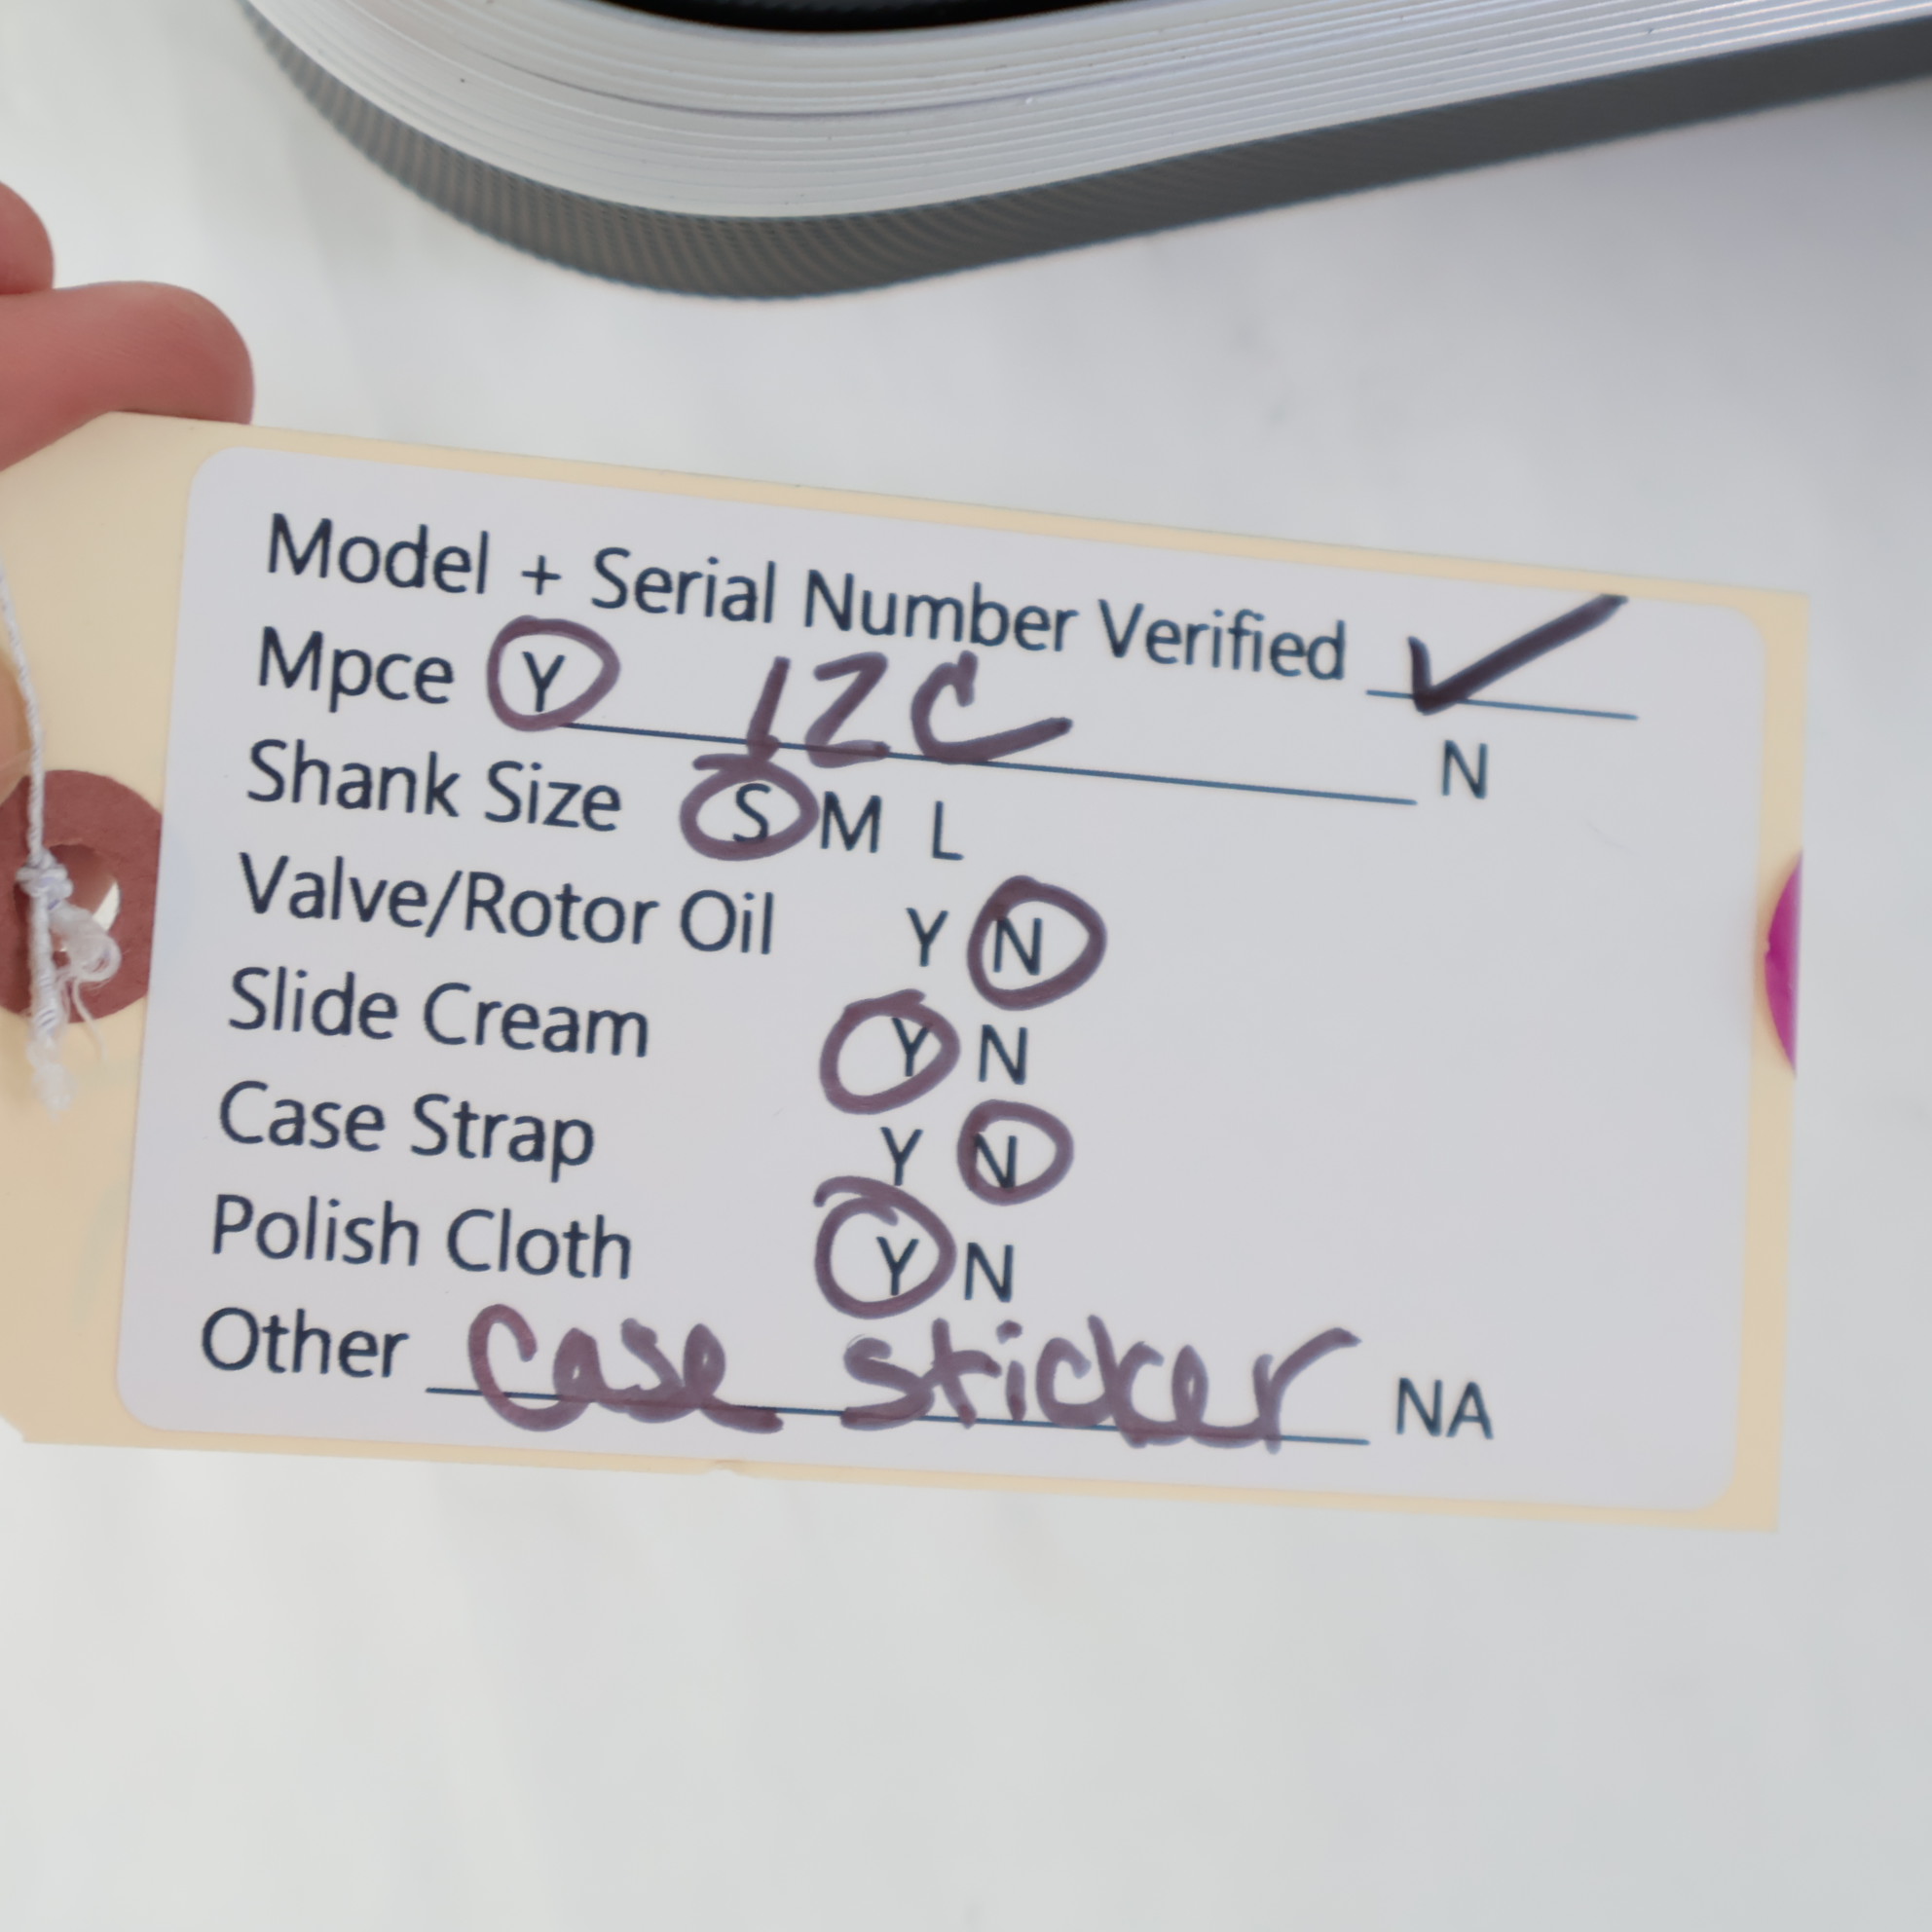 Model + Serial Number Verified ✓
Mpce Y 12C N
Shank Size S M L
Valve/Rotor Oil Y N
Slide Cream Y N
Case Strap Y N
Polish Cloth Y N
Other Case sticker NA